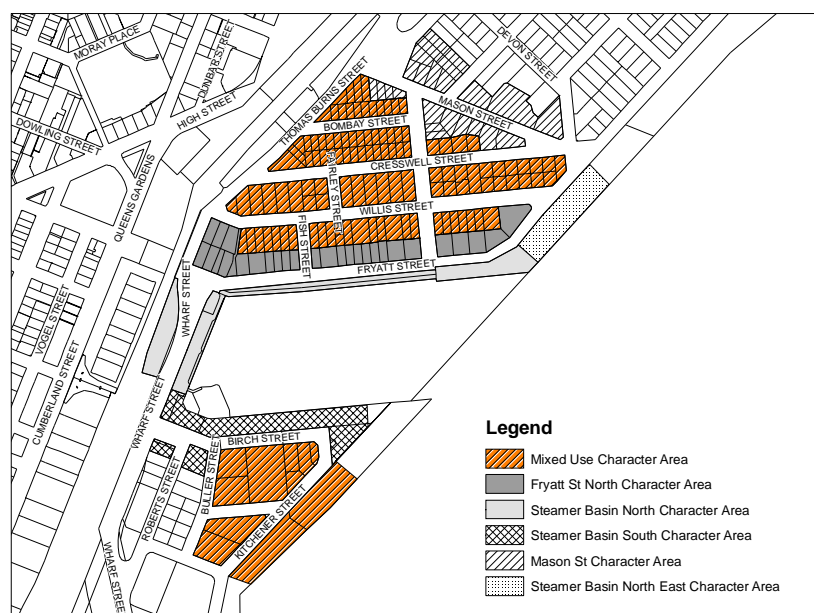 MORAY PLACE
DUNBAR STREET
HIGH STREET
DOWLING STREET
QUEENS GARDENS
THOMAS BURNS STREET
DEVON STREET
MASON STREET
BOMBAY STREET
CRESSWELL STREET
FAIRLEY STREET
WILLIS STREET
FISH STREET
FRYATT STREET
WHARF STREET
VOGEL STREET
CUMBERLAND STREET
WHARF STREET
BIRCH STREET
BULLER STREET
ROBERTS STREET
KITCHENER STREET
WHARF STREET
Legend
Mixed Use Character Area
Fryatt St North Character Area
Steamer Basin North Character Area
Steamer Basin South Character Area
Mason St Character Area
Steamer Basin North East Character Area